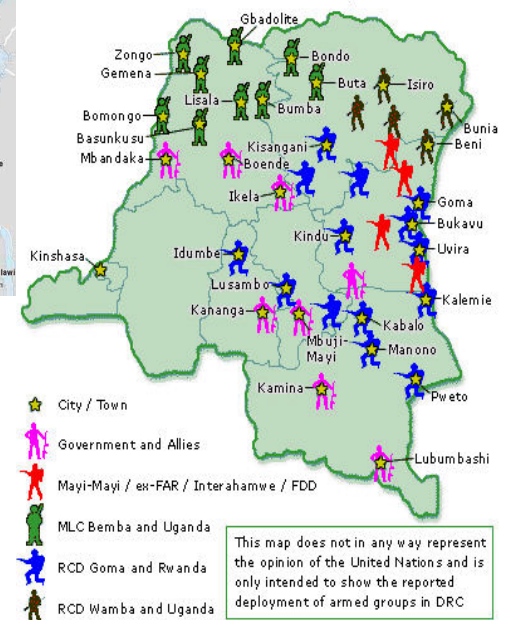 Gbadolite
Zongo
Bondo
Gemena
Buta
Isiro
Lisala
Bumba
Bomongo
Bunia
Basunkusu
Beni
Kisangani
Mbandaka
Boende
Ikela
Goma
Bukavu
Kindu
Uvira
Kinshasa
Idumbe
lawi
Lusambo
Kalemie
Kananga
Kabalo
Mbuji-
Mayi
Manono
Kamina
Pweto
Lubumbashi
City / Town
Government and Allies
Mayi-Mayi / ex-FAR / Interahamwe / FDD
MLC Bemba and Uganda
RCD Goma and Rwanda
RCD Wamba and Uganda
This map does not in any way represent
the opinion of the United Nations and is
only intended to show the reported
deployment of armed groups in DRC